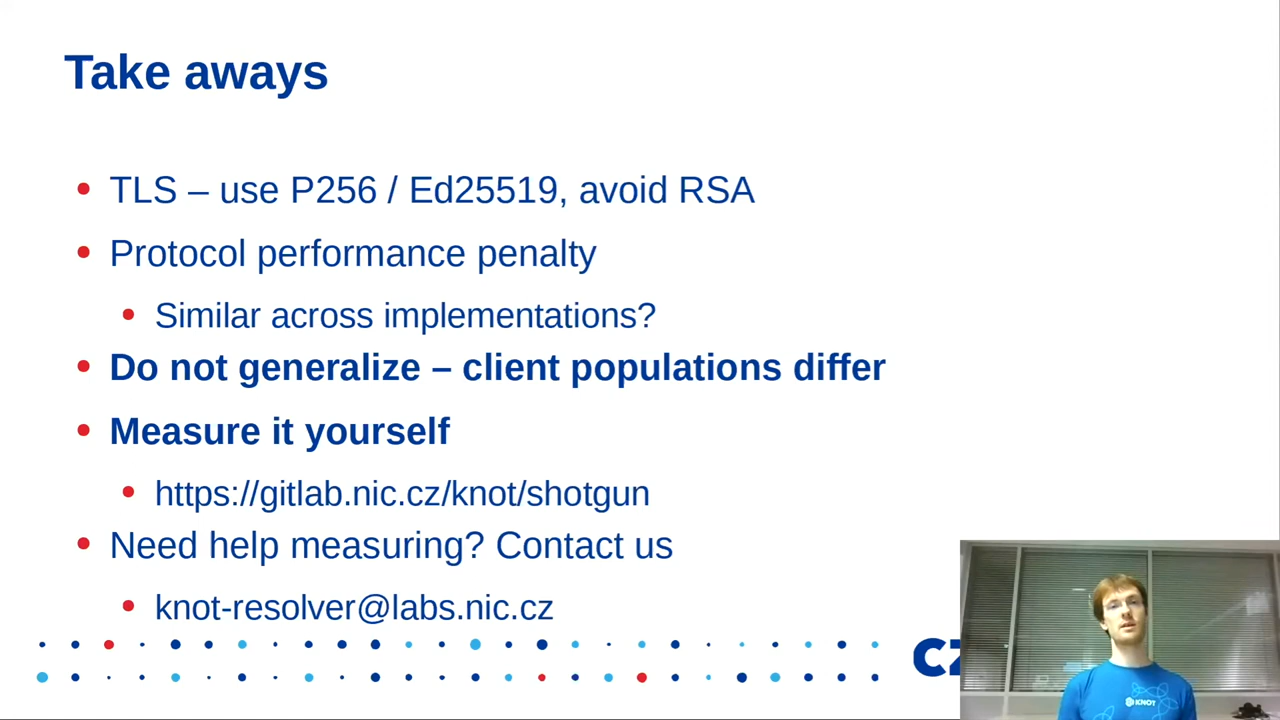 Take aways
TLS – use P256 / Ed25519, avoid RSA
Protocol performance penalty
Similar across implementations?
Do not generalize – client populations differ
Measure it yourself
https://gitlab.nic.cz/knot/shotgun
Need help measuring? Contact us
knot-resolver@labs.nic.cz
CZ
KNOT